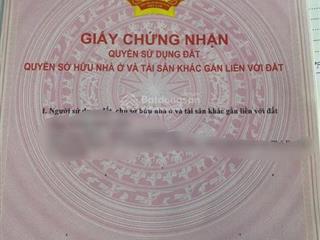 GIẤY CHỨNG NHẬN
QUYỀN SỬ DỤNG ĐẤT
QUYỀN SỞ HỮU NHÀ Ở VÀ TÀI SẢN KHÁC GẮN LIỀN VỚI ĐẤT
Batdongsan
I. Người sử dụng đất, chủ sở hữu nhà ở và tài sản khác gắn liền với đất